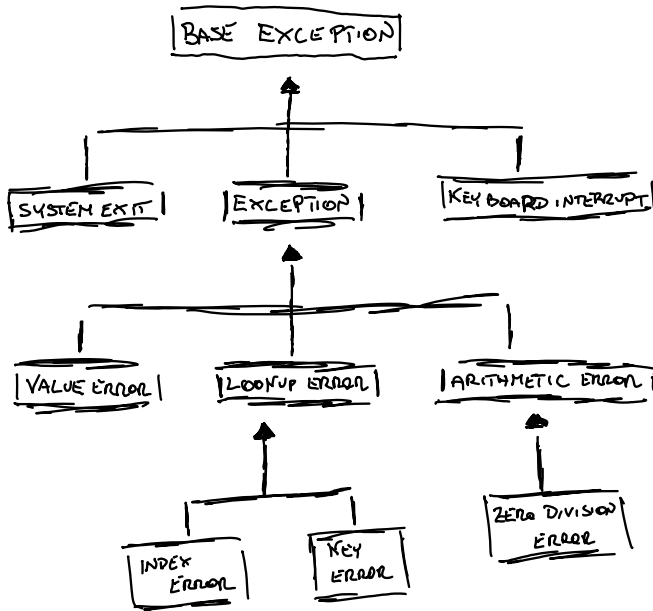 BASE EXCEPTION
SYSTEM EXIT
EXCEPTION
KEYBOARD INTERRUPT
VALUE ERROR
LOOKUP ERROR
ARITHMETIC ERROR
INDEX
ERROR
KEY
ERROR
ZERO DIVISION
ERROR